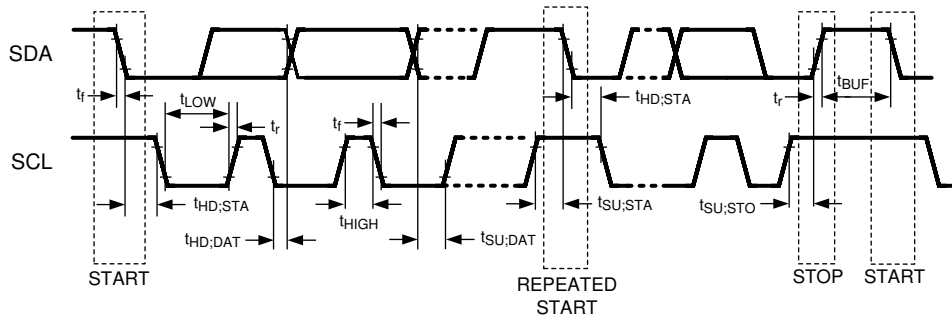 SDA
t_f
t_LOW
t_r
t_f
t_HD;STA
t_r
t_BUF
SCL
t_HD;STA
t_HD;DAT
t_HIGH
t_SU;DAT
t_SU;STA
t_SU;STO
START
REPEATED
START
STOP
START